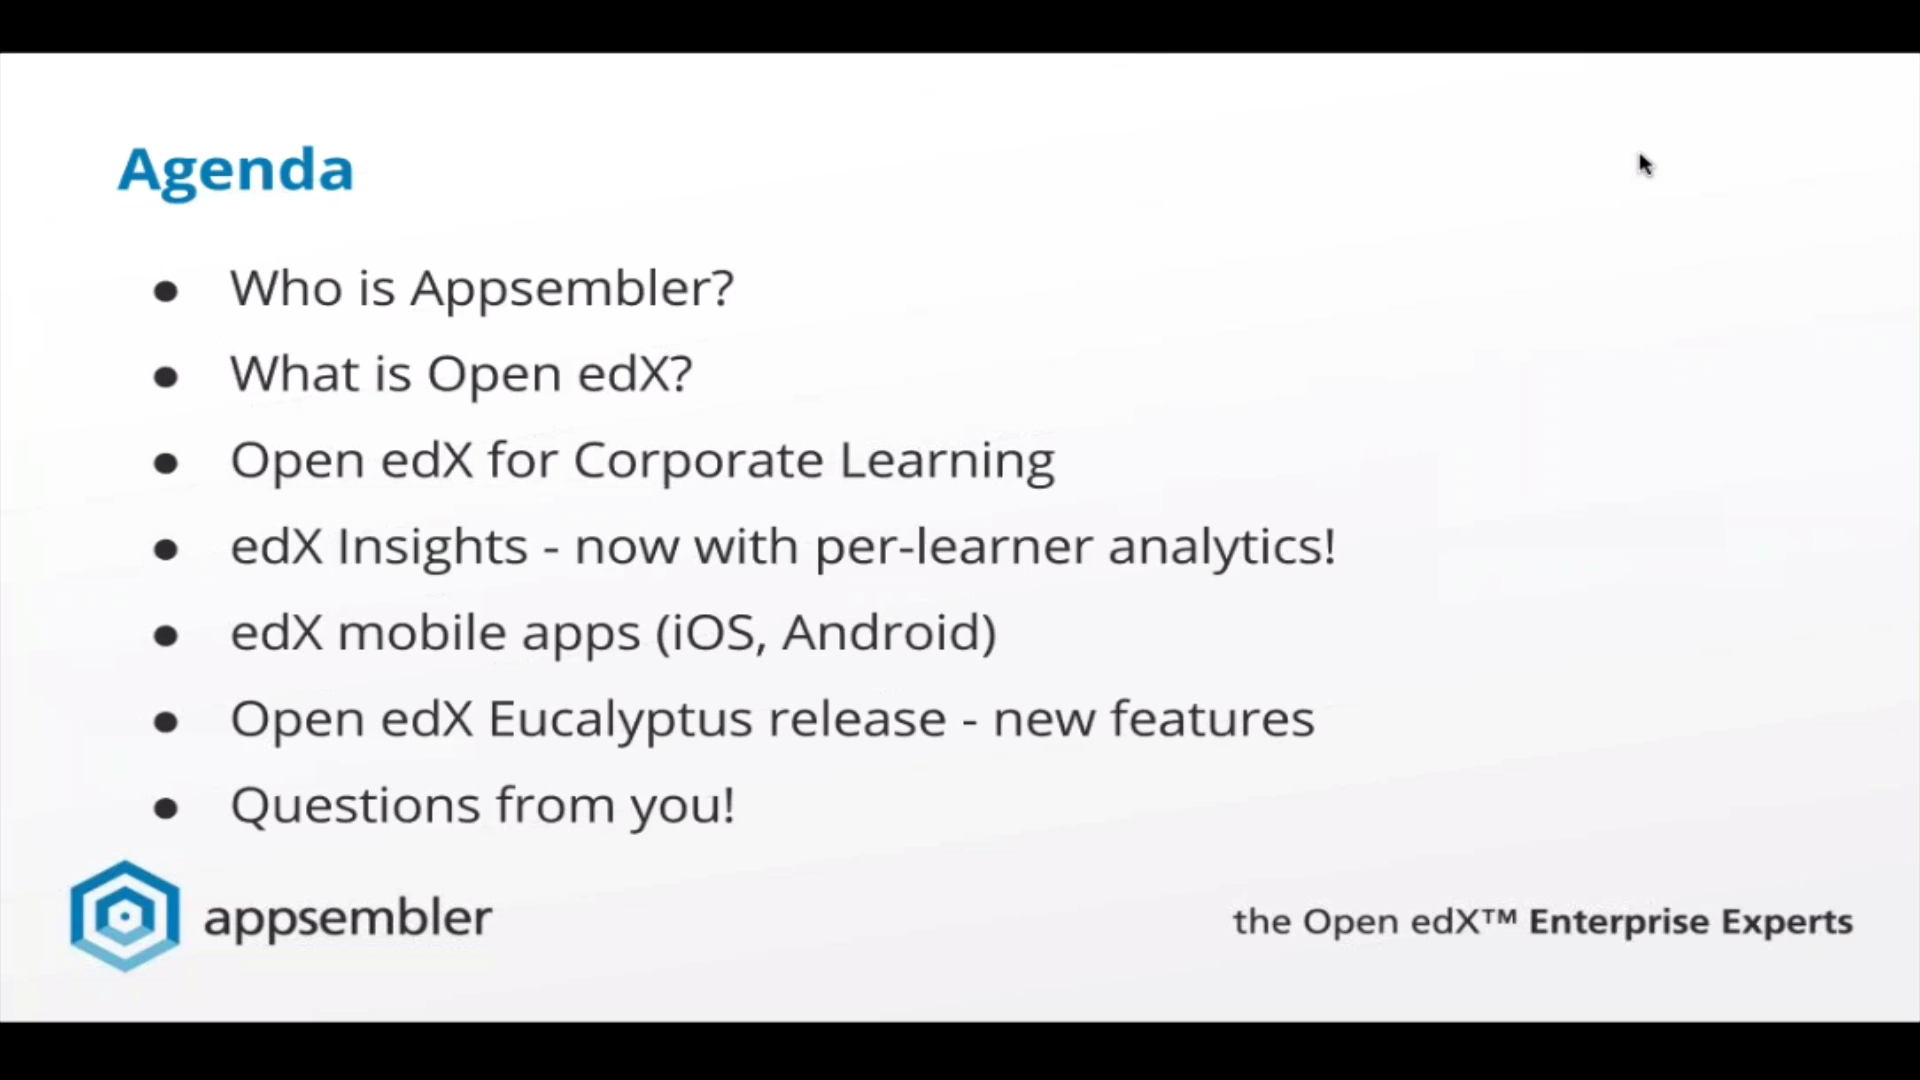 Agenda
● Who is Appsembler?
● What is Open edX?
● Open edX for Corporate Learning
● edX Insights - now with per-learner analytics!
● edX mobile apps (iOS, Android)
● Open edX Eucalyptus release - new features
● Questions from you!
appsembler
the Open edX™ Enterprise Experts